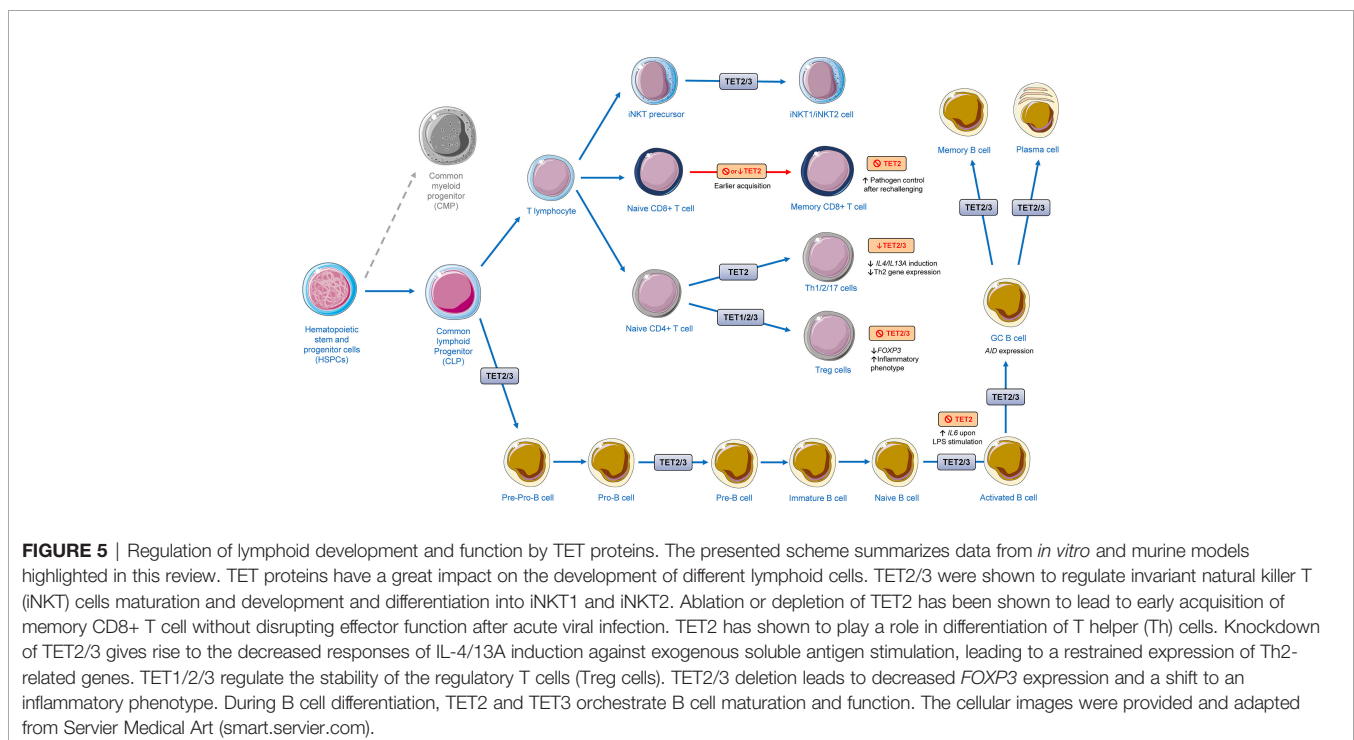 TET2/3
iNKT precursor
iNKT1/iNKT2 cell
Common
myeloid
progenitor
(CMP)
Memory B cell
Plasma cell
T lymphocyte
🚫or↓TET2
Earlier acquisition
Naive CD8+ T cell
Memory CD8+ T cell
🚫 TET2
↑ Pathogen control
after rechallenging
TET2/3
TET2/3
Hematopoietic
stem and
progenitor cells
(HSPCs)
Common
lymphoid
Progenitor
(CLP)
Naive CD4+ T cell
TET2
TET1/2/3
Th1/2/17 cells
↓TET2/3
↓ IL4/IL13A induction
↓Th2 gene expression
Treg cells
🚫 TET2/3
↓FOXP3
↑Inflammatory
phenotype
GC B cell
AID expression
TET2/3
TET2/3
🚫 TET2
↑ IL6 upon
LPS stimulation
TET2/3
TET2/3
Pre-Pro-B cell
Pro-B cell
Pre-B cell
Immature B cell
Naive B cell
Activated B cell
FIGURE 5 | Regulation of lymphoid development and function by TET proteins. The presented scheme summarizes data from in vitro and murine models
highlighted in this review. TET proteins have a great impact on the development of different lymphoid cells. TET2/3 were shown to regulate invariant natural killer T
(iNKT) cells maturation and development and differentiation into iNKT1 and iNKT2. Ablation or depletion of TET2 has been shown to lead to early acquisition of
memory CD8+ T cell without disrupting effector function after acute viral infection. TET2 has shown to play a role in differentiation of T helper (Th) cells. Knockdown
of TET2/3 gives rise to the decreased responses of IL-4/13A induction against exogenous soluble antigen stimulation, leading to a restrained expression of Th2-
related genes. TET1/2/3 regulate the stability of the regulatory T cells (Treg cells). TET2/3 deletion leads to decreased FOXP3 expression and a shift to an
inflammatory phenotype. During B cell differentiation, TET2 and TET3 orchestrate B cell maturation and function. The cellular images were provided and adapted
from Servier Medical Art (smart.servier.com).